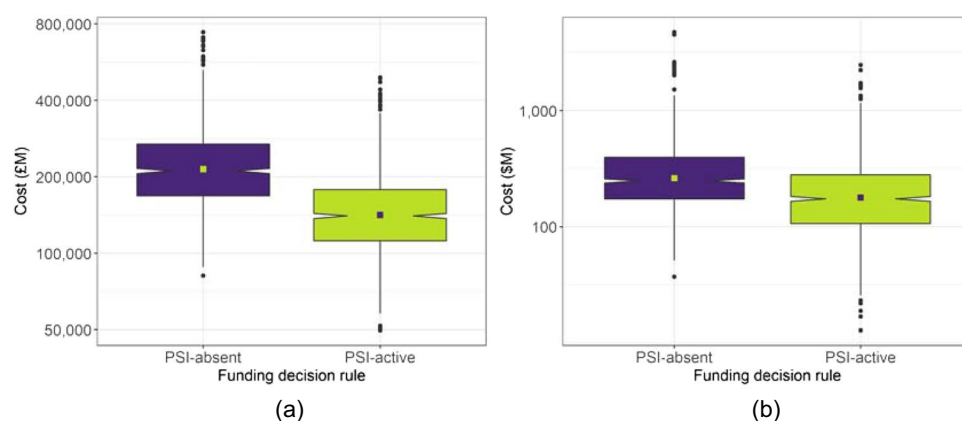 800,000
400,000
200,000
100,000
50,000
Cost (£M)
PSI-absent PSI-active
Funding decision rule
(a)
1,000
100
Cost ($M)
PSI-absent PSI-active
Funding decision rule
(b)